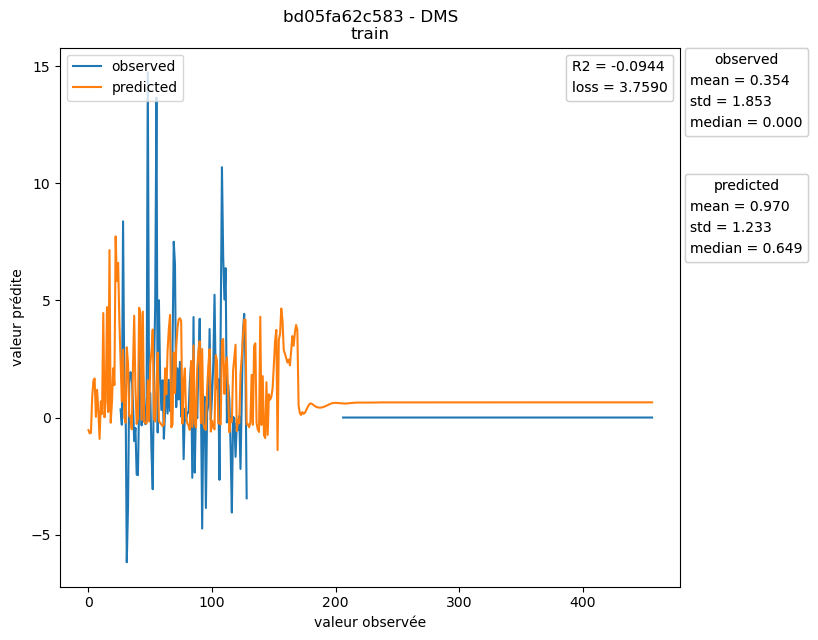 bd05fa62c583 - DMS
train
observed
predicted
R2 = -0.0944
loss = 3.7590
observed
mean = 0.354
std = 1.853
median = 0.000
predicted
mean = 0.970
std = 1.233
median = 0.649
15
10
5
0
−5
valeur prédite
0
100
200
300
400
valeur observée